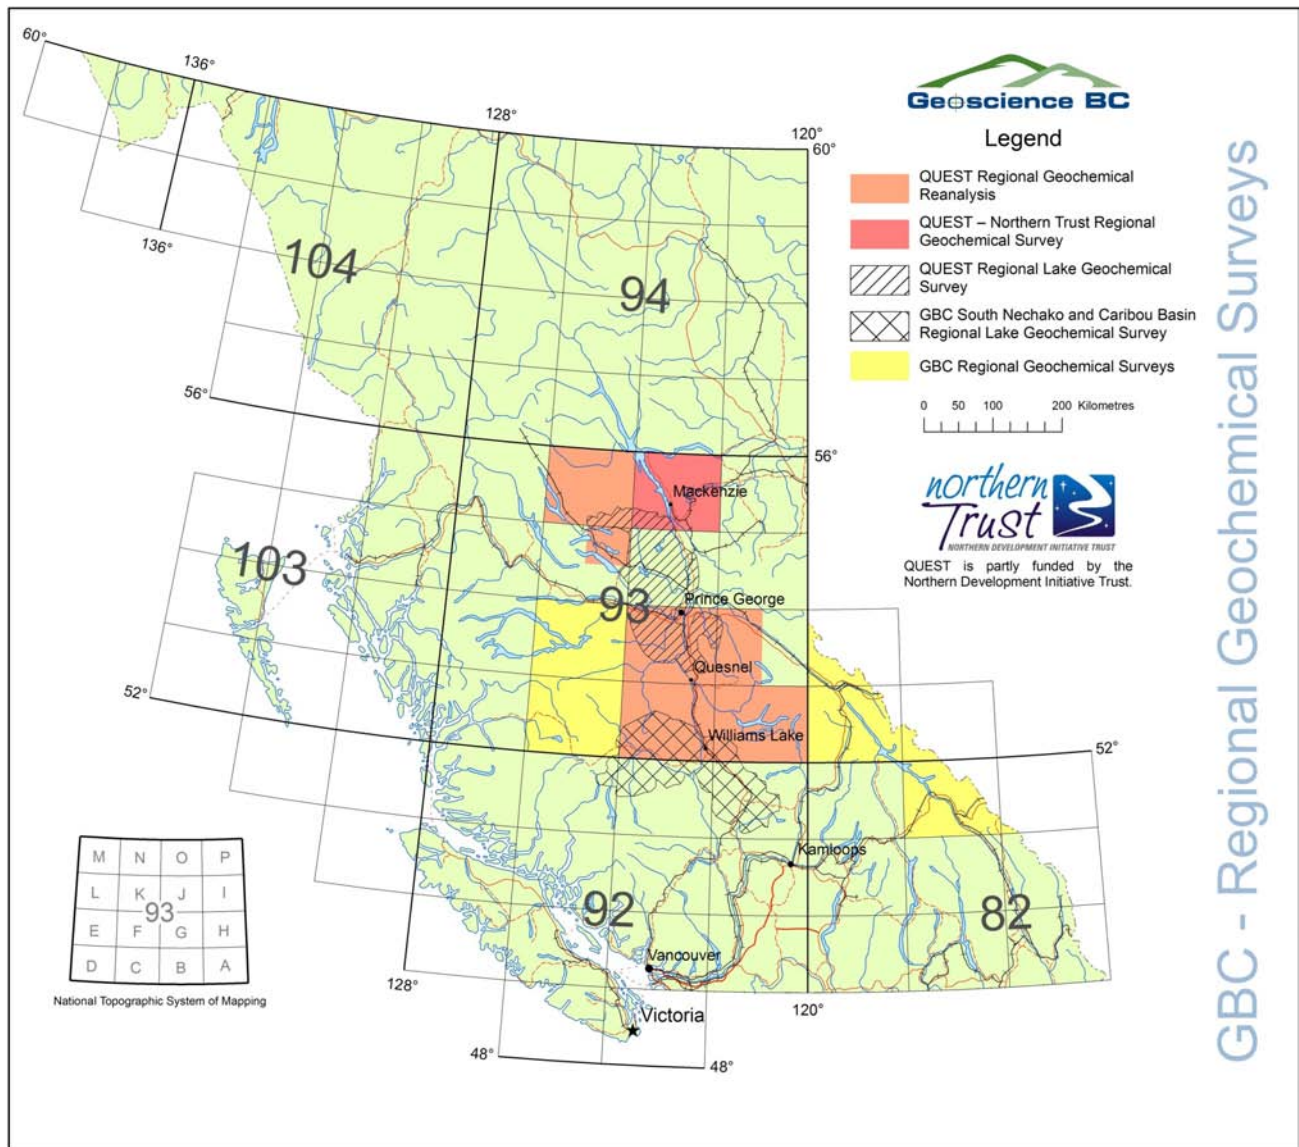 60°
136°
128°
120°
60°
Geoscience BC
Legend
QUEST Regional Geochemical
Reanalysis
QUEST – Northern Trust Regional
Geochemical Survey
QUEST Regional Lake Geochemical
Survey
GBC South Nechako and Caribou Basin
Regional Lake Geochemical Survey
GBC Regional Geochemical Surveys
0 50 100 200 Kilometres
northern
Trust
NORTHERN DEVELOPMENT INITIATIVE TRUST
QUEST is partly funded by the
Northern Development Initiative Trust.
GBC - Regional Geochemical Surveys
136°
104
94
56°
56°
Mackenzie
103
93
Prince George
Quesnel
52°
Williams Lake
52°
Kamloops
92
82
Vancouver
128°
120°
Victoria
48°
48°
M N O P
L K J I
93
E F G H
D C B A
National Topographic System of Mapping